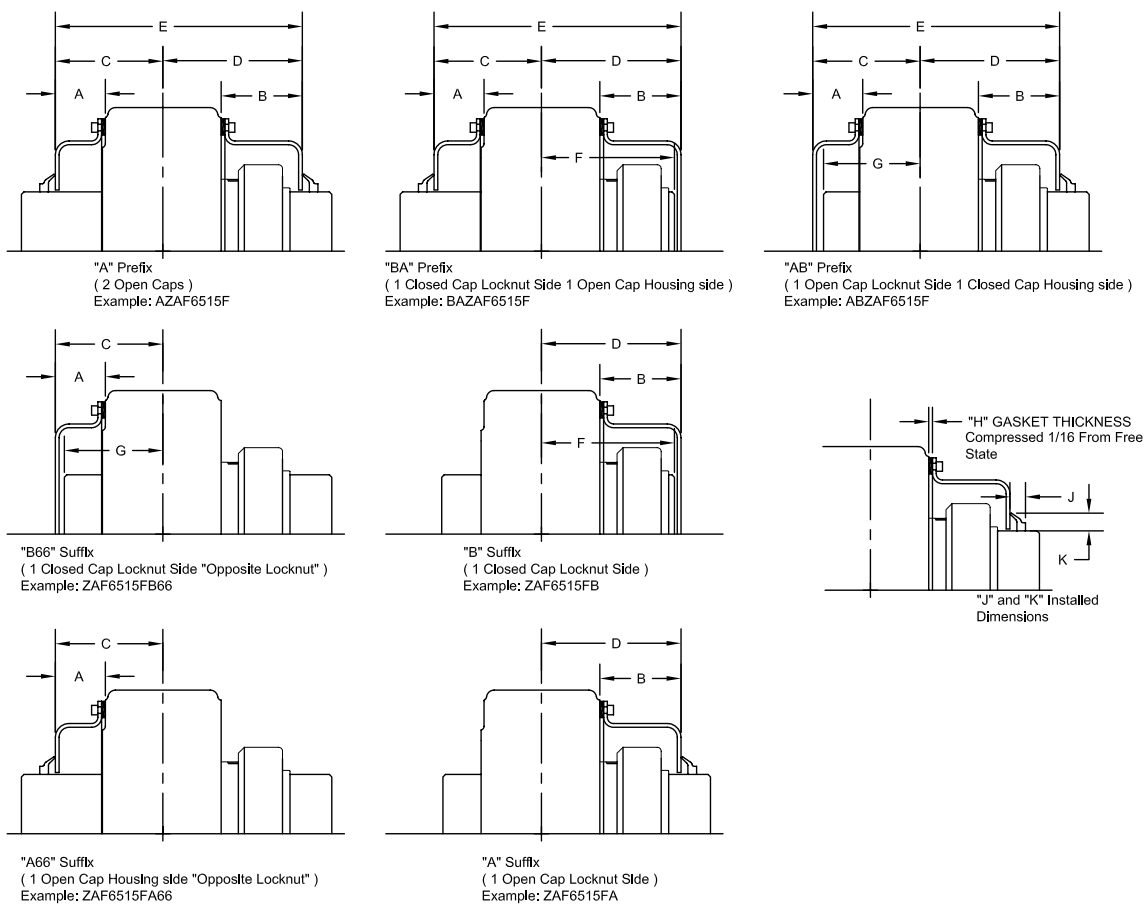 E
E
E
C
D
C
D
C
D
A
B
A
B
A
B
F
G
"A" Prefix
( 2 Open Caps )
Example: AZAF6515F
"BA" Prefix
( 1 Closed Cap Locknut Side 1 Open Cap Housing side )
Example: BAZAF6515F
"AB" Prefix
( 1 Open Cap Locknut Side 1 Closed Cap Housing side )
Example: ABZAF6515F
C
D
A
B
G
F
"B66" Suffix
( 1 Closed Cap Locknut Side "Opposite Locknut" )
Example: ZAF6515FB66
"B" Suffix
( 1 Closed Cap Locknut Side )
Example: ZAF6515FB
"H" GASKET THICKNESS
Compressed 1/16 From Free
State
J
K
"J" and "K" Installed
Dimensions
C
D
A
B
"A66" Suffix
( 1 Open Cap Housing side "Opposite Locknut" )
Example: ZAF6515FA66
"A" Suffix
( 1 Open Cap Locknut Side )
Example: ZAF6515FA